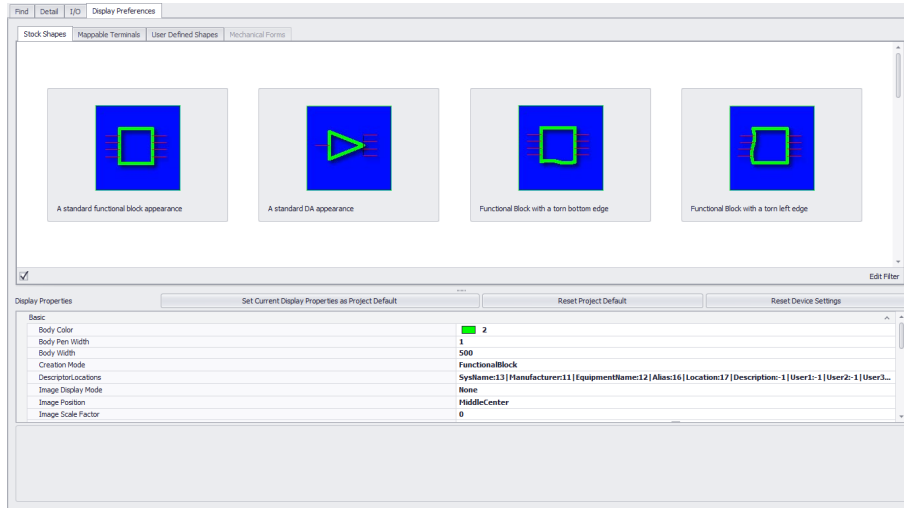 Find Detail I/O Display Preferences
Stock Shapes Mappable Terminals User Defined Shapes Mechanical Forms
A standard functional block appearance A standard DA appearance Functional Block with a torn bottom edge Functional Block with a torn left edge
Edit Filter
Display Properties Set Current Display Properties as Project Default Reset Project Default Reset Device Settings
Basic
Body Color 2
Body Pen Width 1
Body Width 500
Creation Mode FunctionalBlock
DescriptorLocations SysName:13|Manufacturer:11|EquipmentName:12|Alias:16|Location:17|Description:-1|User1:-1|User2:-1|User3...
Image Display Mode None
Image Position MiddleCenter
Image Scale Factor 0